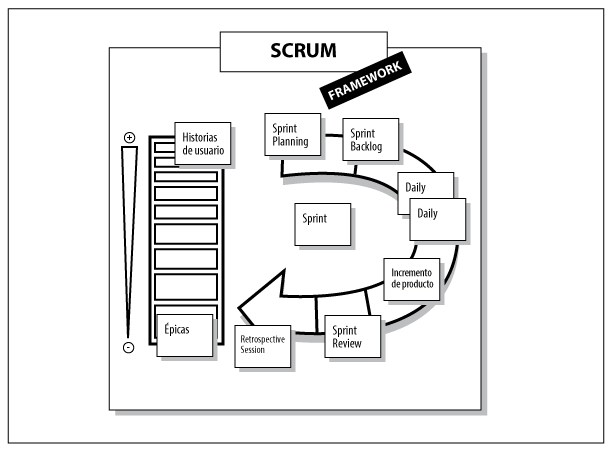 SCRUM
FRAMEWORK
+
Historias
de usuario
Sprint
Planning
Sprint
Backlog
Daily
Daily
Sprint
Incremento
de producto
Épicas
Retrospective
Session
Sprint
Review
-